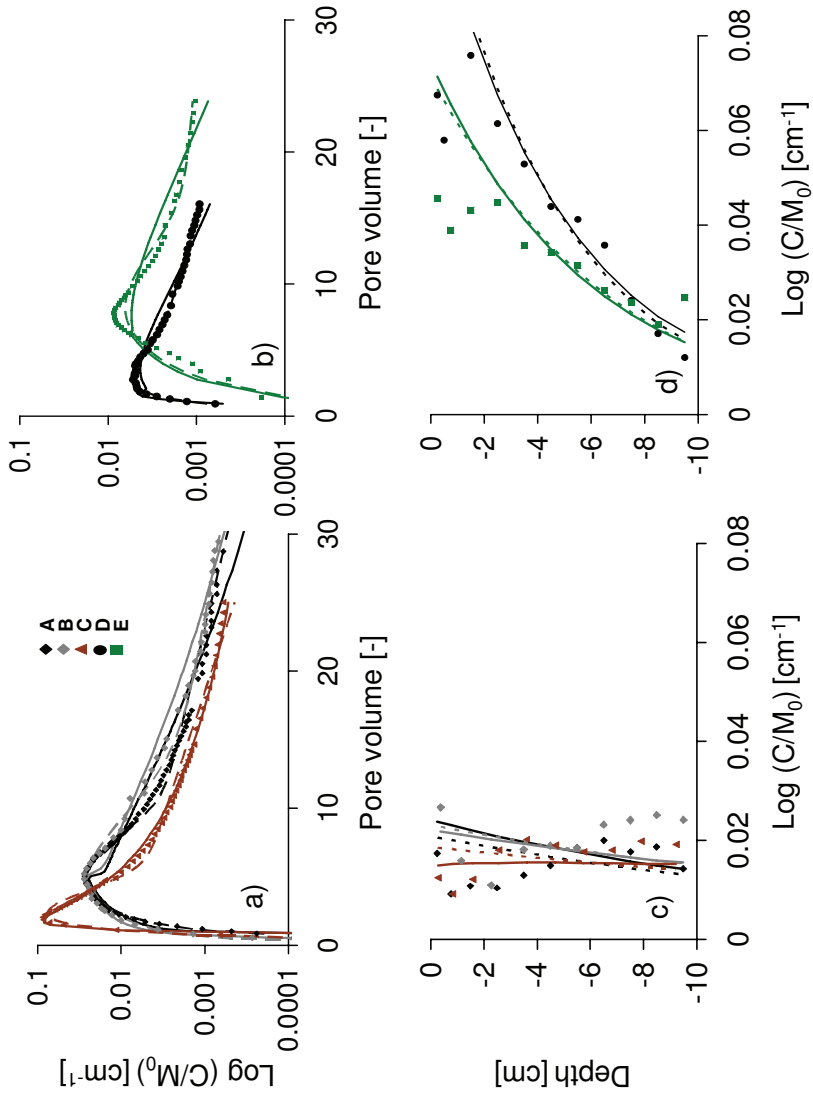 0.1
0.01
0.001
0.0001
Log (C/M0) [cm-1]
a)
0
10
20
30
Pore volume [-]
A
B
C
D
E
0.1
0.01
0.001
0.0001
b)
0
10
20
30
Pore volume [-]
0
-2
-4
-6
-8
-10
Depth [cm]
c)
0
0.02
0.04
0.06
0.08
Log (C/M0) [cm-1]
0
-2
-4
-6
-8
-10
d)
0
0.02
0.04
0.06
0.08
Log (C/M0) [cm-1]